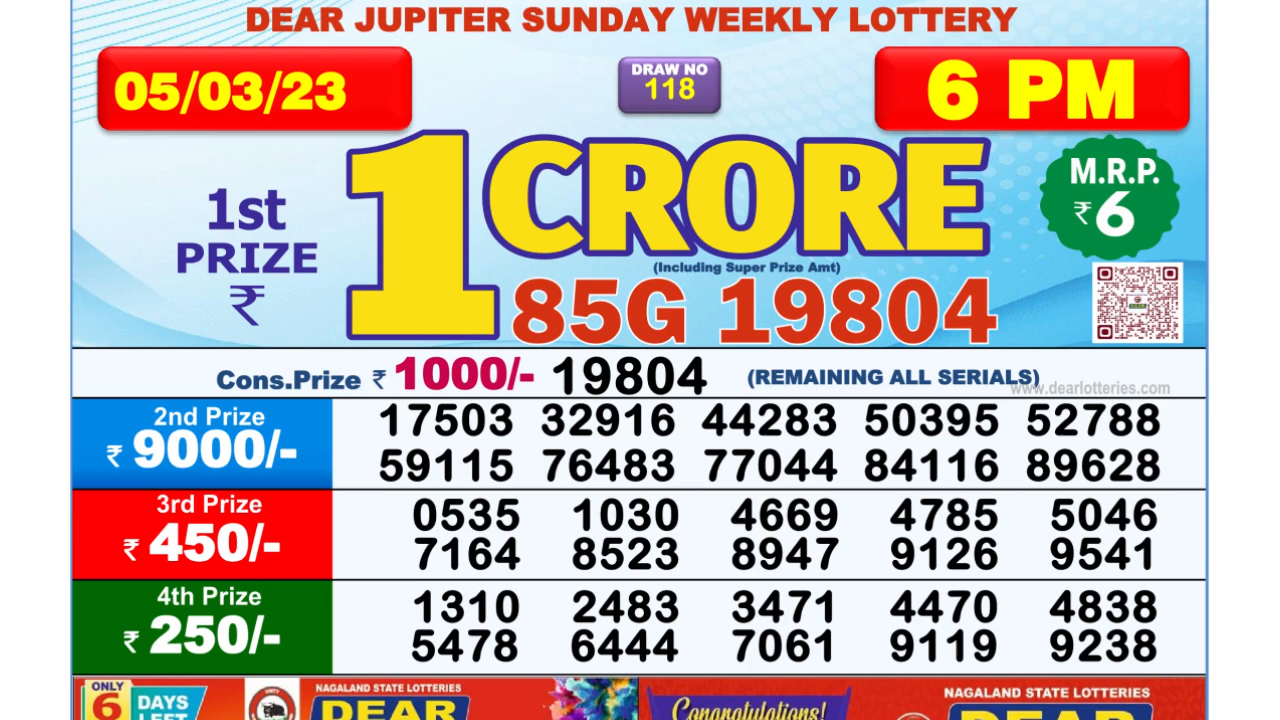 DEAR JUPITER SUNDAY WEEKLY LOTTERY
05/03/23
DRAW NO
118
6 PM
1st
PRIZE
₹
1 CRORE
(Including Super Prize Amt)
85G 19804
M.R.P.
₹6
Cons.Prize ₹ 1000/- 19804 (REMAINING ALL SERIALS)
www.dearlotteries.com
2nd Prize
₹ 9000/-
17503 32916 44283 50395 52788
59115 76483 77044 84116 89628
3rd Prize
₹ 450/-
0535 1030 4669 4785 5046
7164 8523 8947 9126 9541
4th Prize
₹ 250/-
1310 2483 3471 4470 4838
5478 6444 7061 9119 9238
ONLY
6 DAYS
LEFT
NAGALAND STATE LOTTERIES
DEAR
Congratulations!
NAGALAND STATE LOTTERIES
DEAR